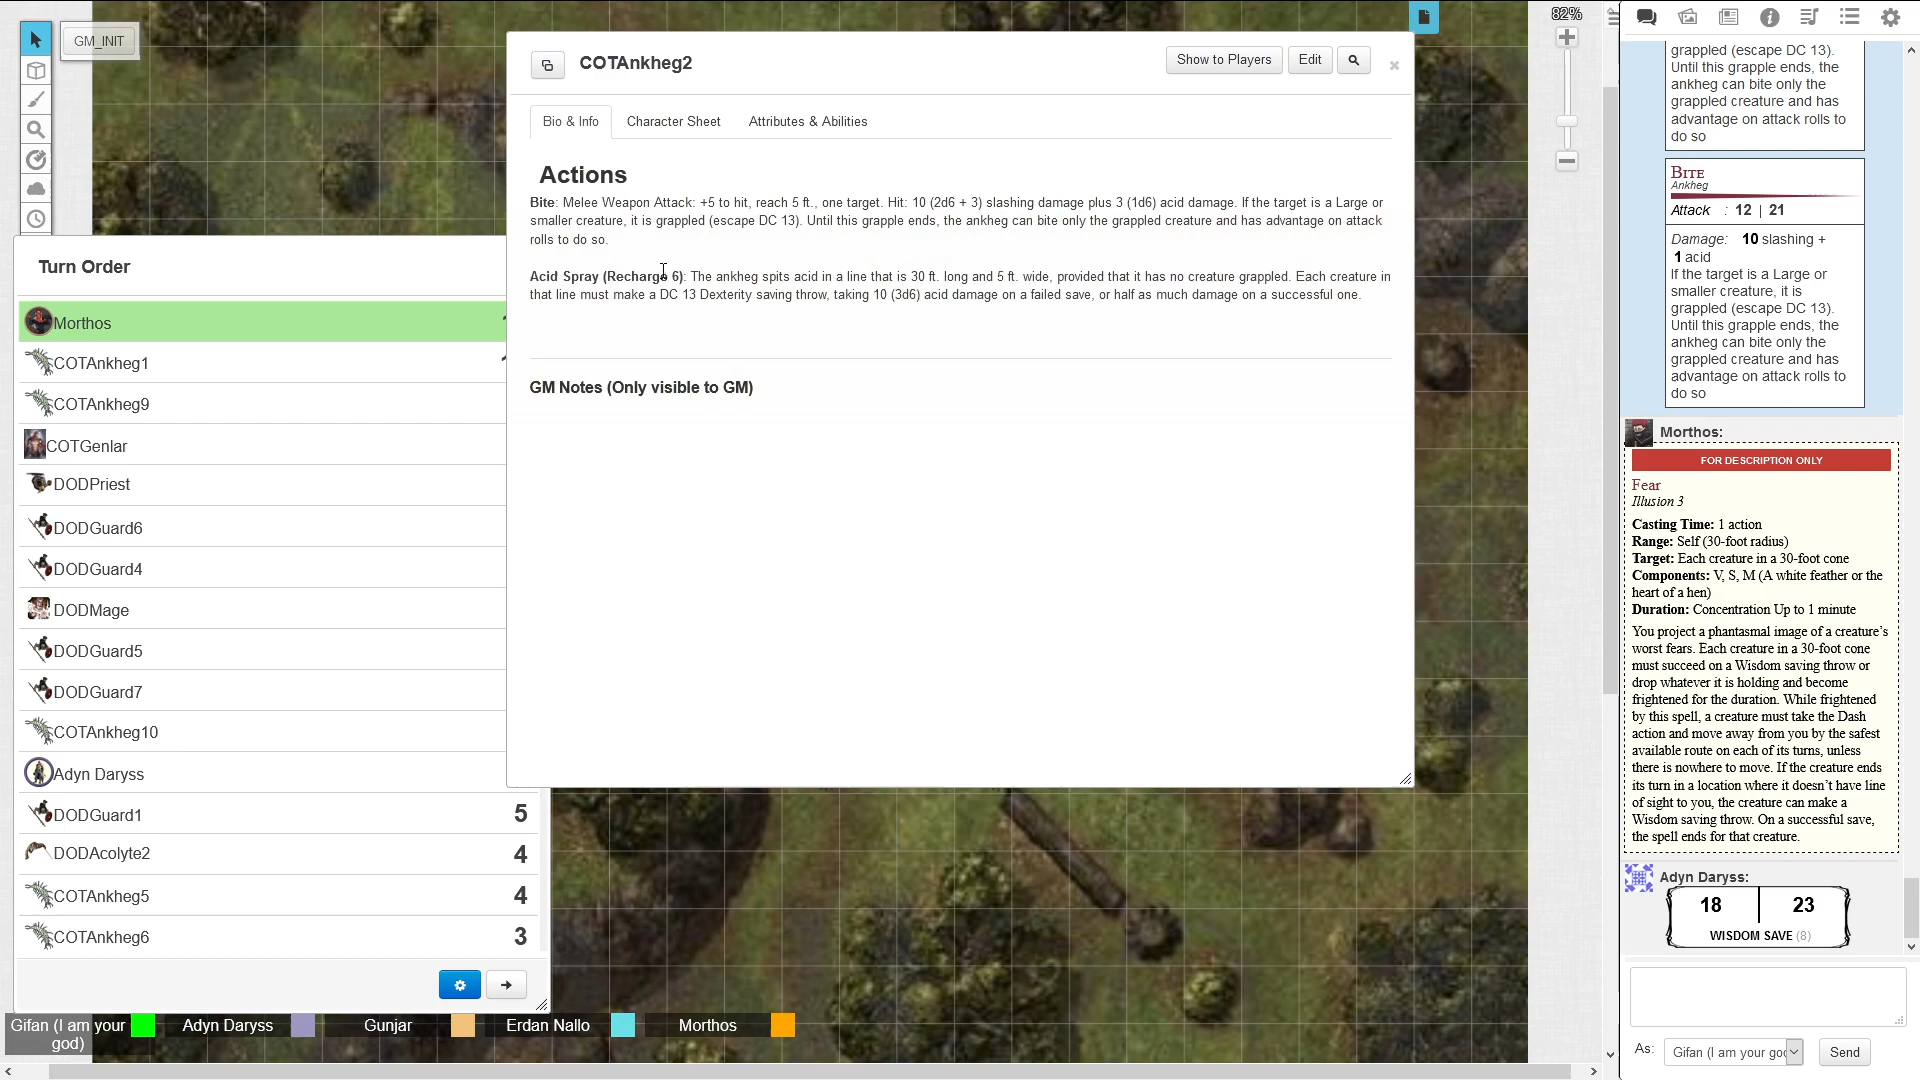 GM_INIT
Turn Order
Morthos
COTAnkheg1
COTAnkheg9
COTGenlar
DODPriest
DODGuard6
DODGuard4
DODMage
DODGuard5
DODGuard7
COTAnkheg10
Adyn Daryss
DODGuard1 5
DODAcolyte2 4
COTAnkheg5 4
COTAnkheg6 3
COTAnkheg2
Show to Players
Edit
Bio & Info
Character Sheet
Attributes & Abilities
Actions
Bite: Melee Weapon Attack: +5 to hit, reach 5 ft., one target. Hit: 10 (2d6 + 3) slashing damage plus 3 (1d6) acid damage. If the target is a Large or
smaller creature, it is grappled (escape DC 13). Until this grapple ends, the ankheg can bite only the grappled creature and has advantage on attack
rolls to do so.
Acid Spray (Recharge 6): The ankheg spits acid in a line that is 30 ft. long and 5 ft. wide, provided that it has no creature grappled. Each creature in
that line must make a DC 13 Dexterity saving throw, taking 10 (3d6) acid damage on a failed save, or half as much damage on a successful one.
GM Notes (Only visible to GM)
82%
grappled (escape DC 13).
Until this grapple ends, the
ankheg can bite only the
grappled creature and has
advantage on attack rolls to
do so
BITE
Ankheg
Attack : 12 | 21
Damage: 10 slashing +
1 acid
If the target is a Large or
smaller creature, it is
grappled (escape DC 13).
Until this grapple ends, the
ankheg can bite only the
grappled creature and has
advantage on attack rolls to
do so
Morthos:
FOR DESCRIPTION ONLY
Fear
Illusion 3
Casting Time: 1 action
Range: Self (30-foot radius)
Target: Each creature in a 30-foot cone
Components: V, S, M (A white feather or the
heart of a hen)
Duration: Concentration Up to 1 minute
You project a phantasmal image of a creature's
worst fears. Each creature in a 30-foot cone
must succeed on a Wisdom saving throw or
drop whatever it is holding and become
frightened for the duration. While frightened
by this spell, a creature must take the Dash
action and move away from you by the safest
available route on each of its turns, unless
there is nowhere to move. If the creature ends
its turn in a location where it doesn't have line
of sight to you, the creature can make a
Wisdom saving throw. On a successful save,
the spell ends for that creature.
Adyn Daryss:
18 23
WISDOM SAVE (8)
As: Gifan (I am your go
Send
Gifan (I am your
god)
Adyn Daryss
Gunjar
Erdan Nallo
Morthos